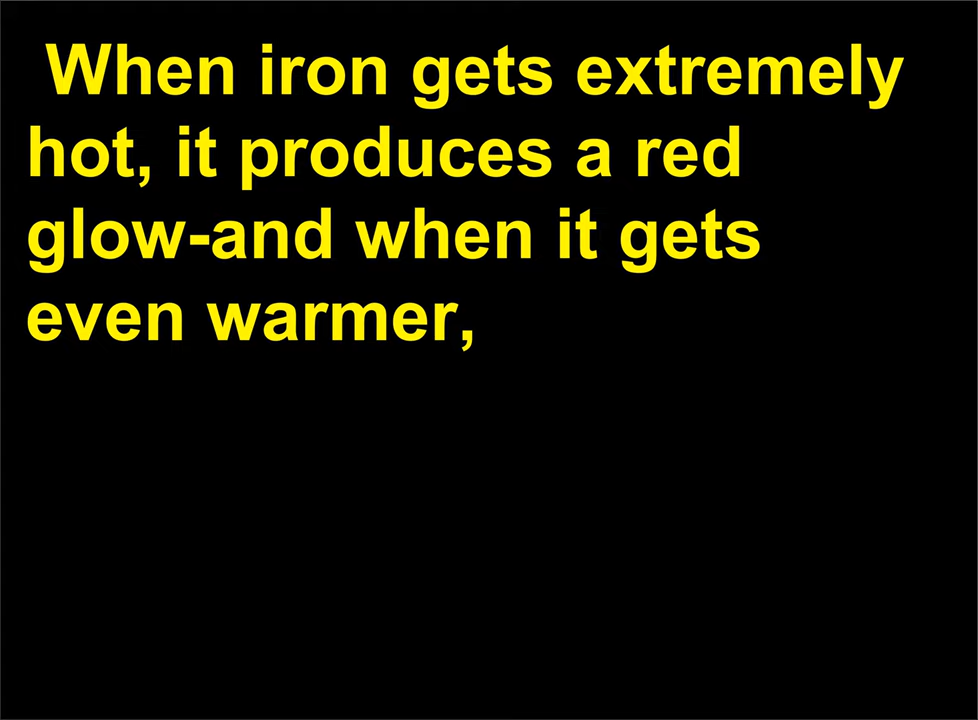 When iron gets extremely
hot, it produces a red
glow-and when it gets
even warmer,